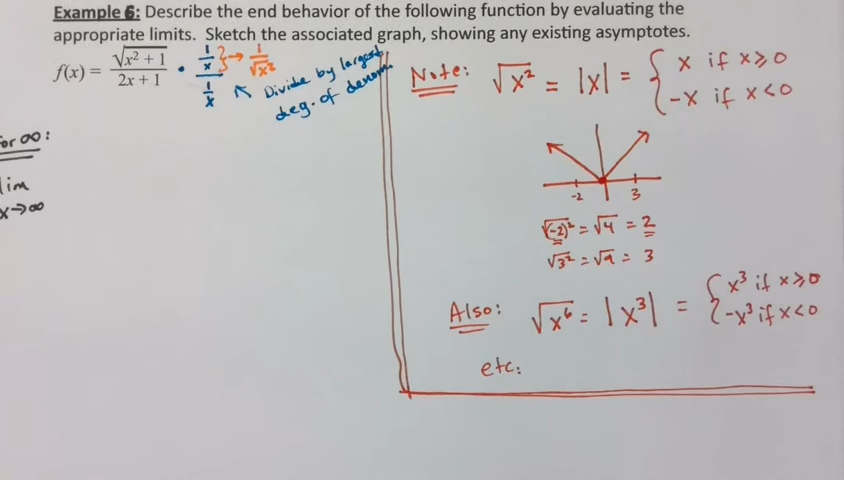 Example 6: Describe the end behavior of the following function by evaluating the
appropriate limits. Sketch the associated graph, showing any existing asymptotes.
f(x) = √(x² + 1) / (2x + 1) • (1/x) / (1/x) } → 1/√x²
↖ Divide by largest
deg. of denom.
for ∞:
lim
x→∞
Note: √x² = |x| = { x if x ≥ 0
-x if x < 0
-2 3
√(-2)² = √4 = 2
√3² = √9 = 3
Also: √x⁶ = |x³| = { x³ if x ≥ 0
-x³ if x < 0
etc.